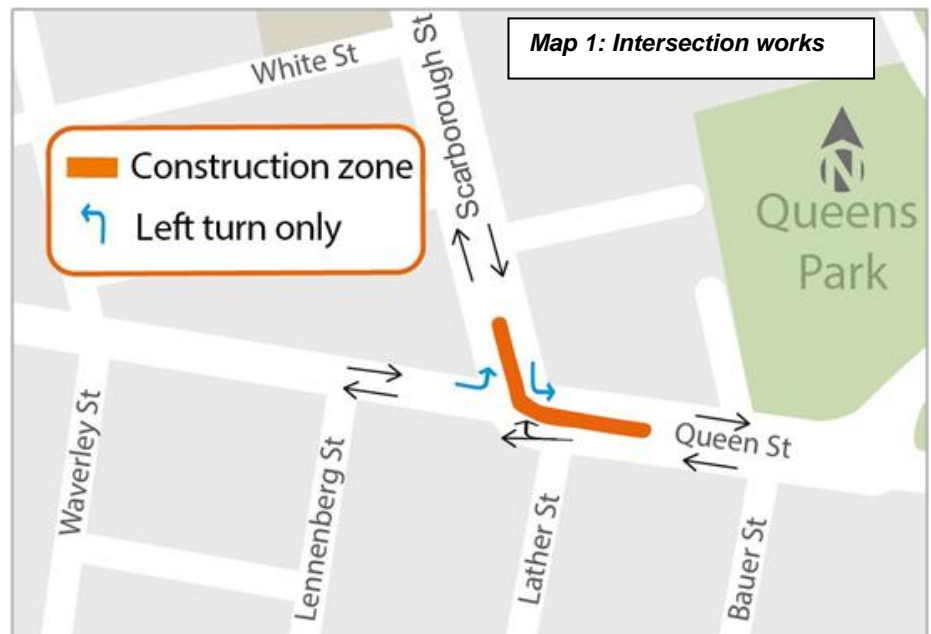 Map 1: Intersection works
White St
Scarborough St
Construction zone
Left turn only
N
Queens
Park
Queen St
Waverley St
Lennenberg St
Lather St
Bauer St